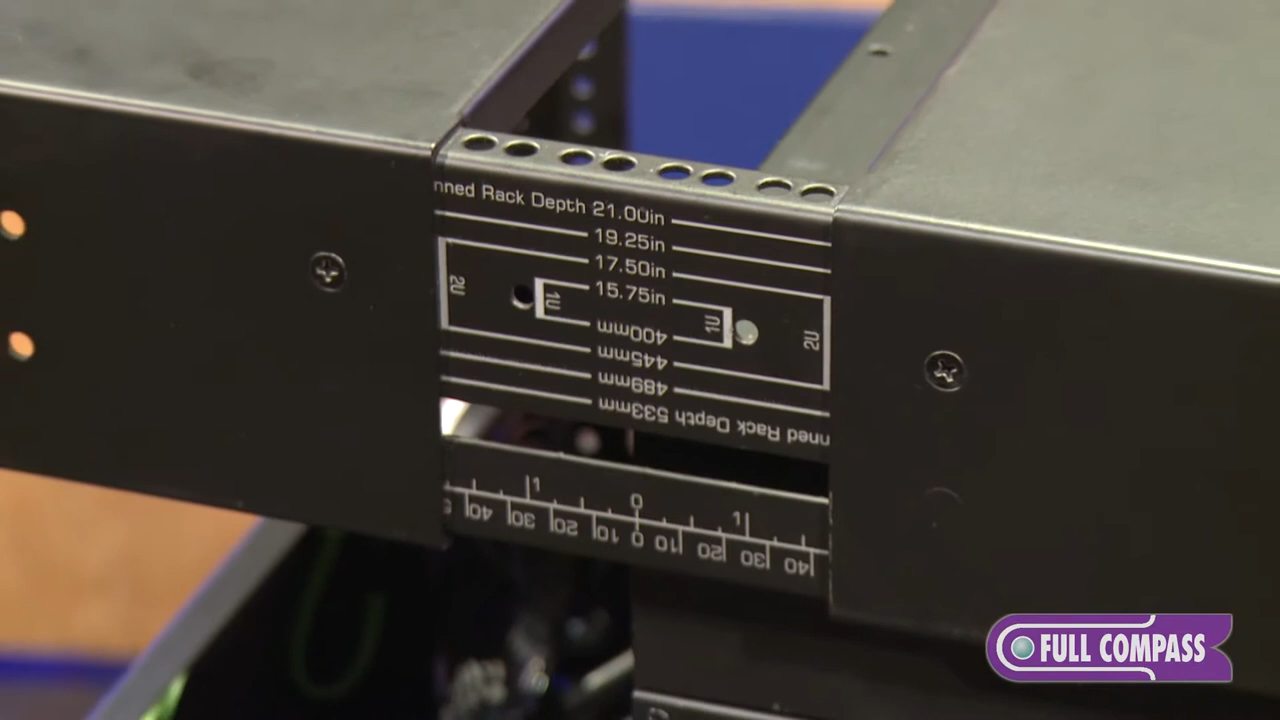 nned Rack Depth 21.00in
19.25in
17.50in
15.75in
2U
1U
1U
2U
400mm
445mm
489mm
nned Rack Depth 533mm
1 0 1
40 30 20 10 0 10 20 30 40
FULL COMPASS